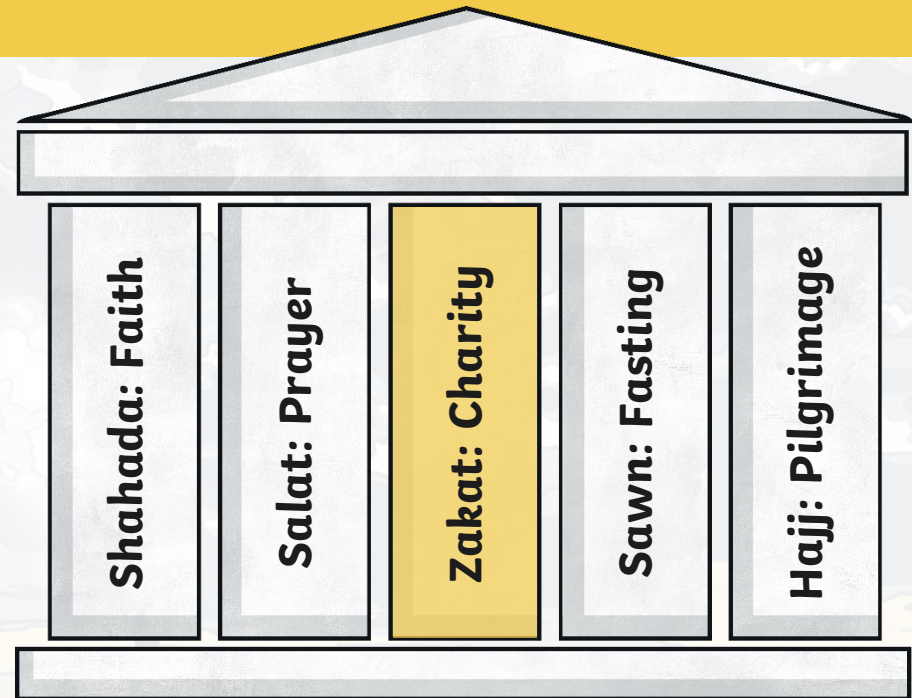 Shahada: Faith
Salat: Prayer
Zakat: Charity
Sawn: Fasting
Hajj: Pilgrimage